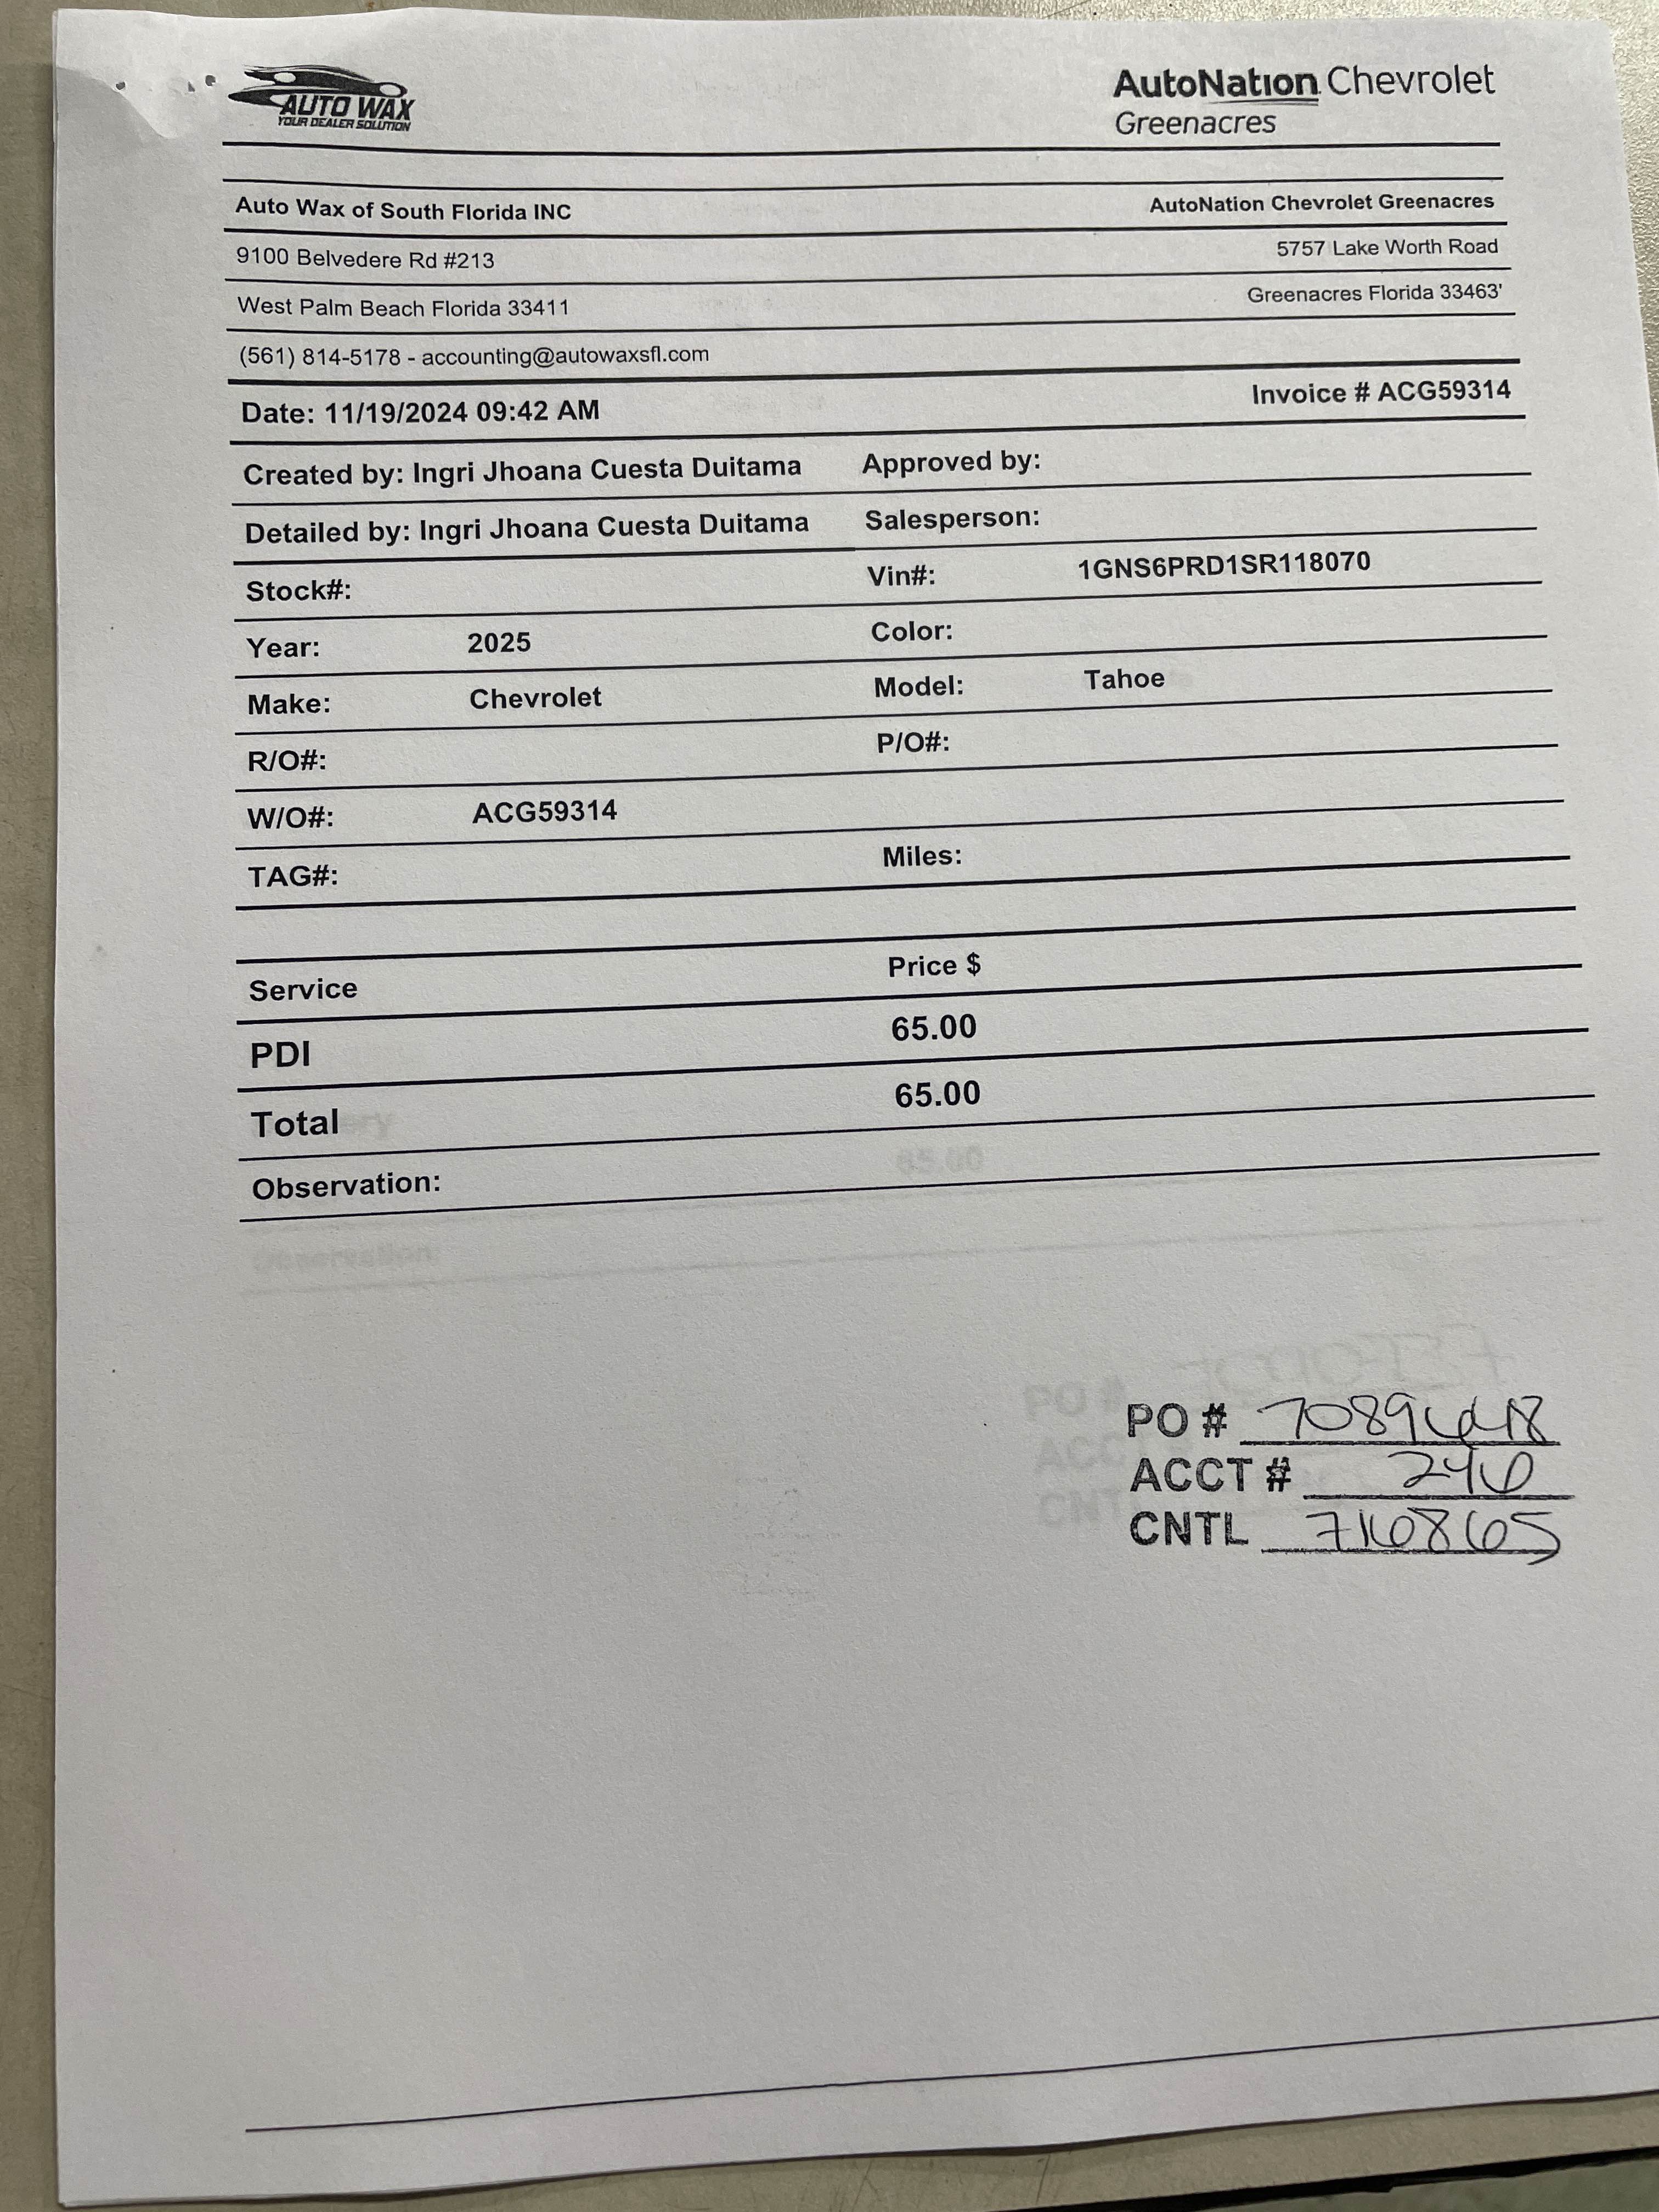 AUTO WAX
YOUR DEALER SOLUTION
AutoNation Chevrolet
Greenacres
Auto Wax of South Florida INC
AutoNation Chevrolet Greenacres
9100 Belvedere Rd #213
5757 Lake Worth Road
West Palm Beach Florida 33411
Greenacres Florida 33463'
(561) 814-5178 - accounting@autowaxsfl.com
Date: 11/19/2024 09:42 AM
Invoice # ACG59314
Created by: Ingri Jhoana Cuesta Duitama Approved by:
Detailed by: Ingri Jhoana Cuesta Duitama Salesperson:
Stock#: Vin#: 1GNS6PRD1SR118070
Year: 2025 Color:
Make: Chevrolet Model: Tahoe
R/O#: P/O#:
W/O#: ACG59314
TAG#: Miles:
Service Price $
PDI 65.00
Total 65.00
Observation:
PO #
ACCT # 246
CNTL 716865